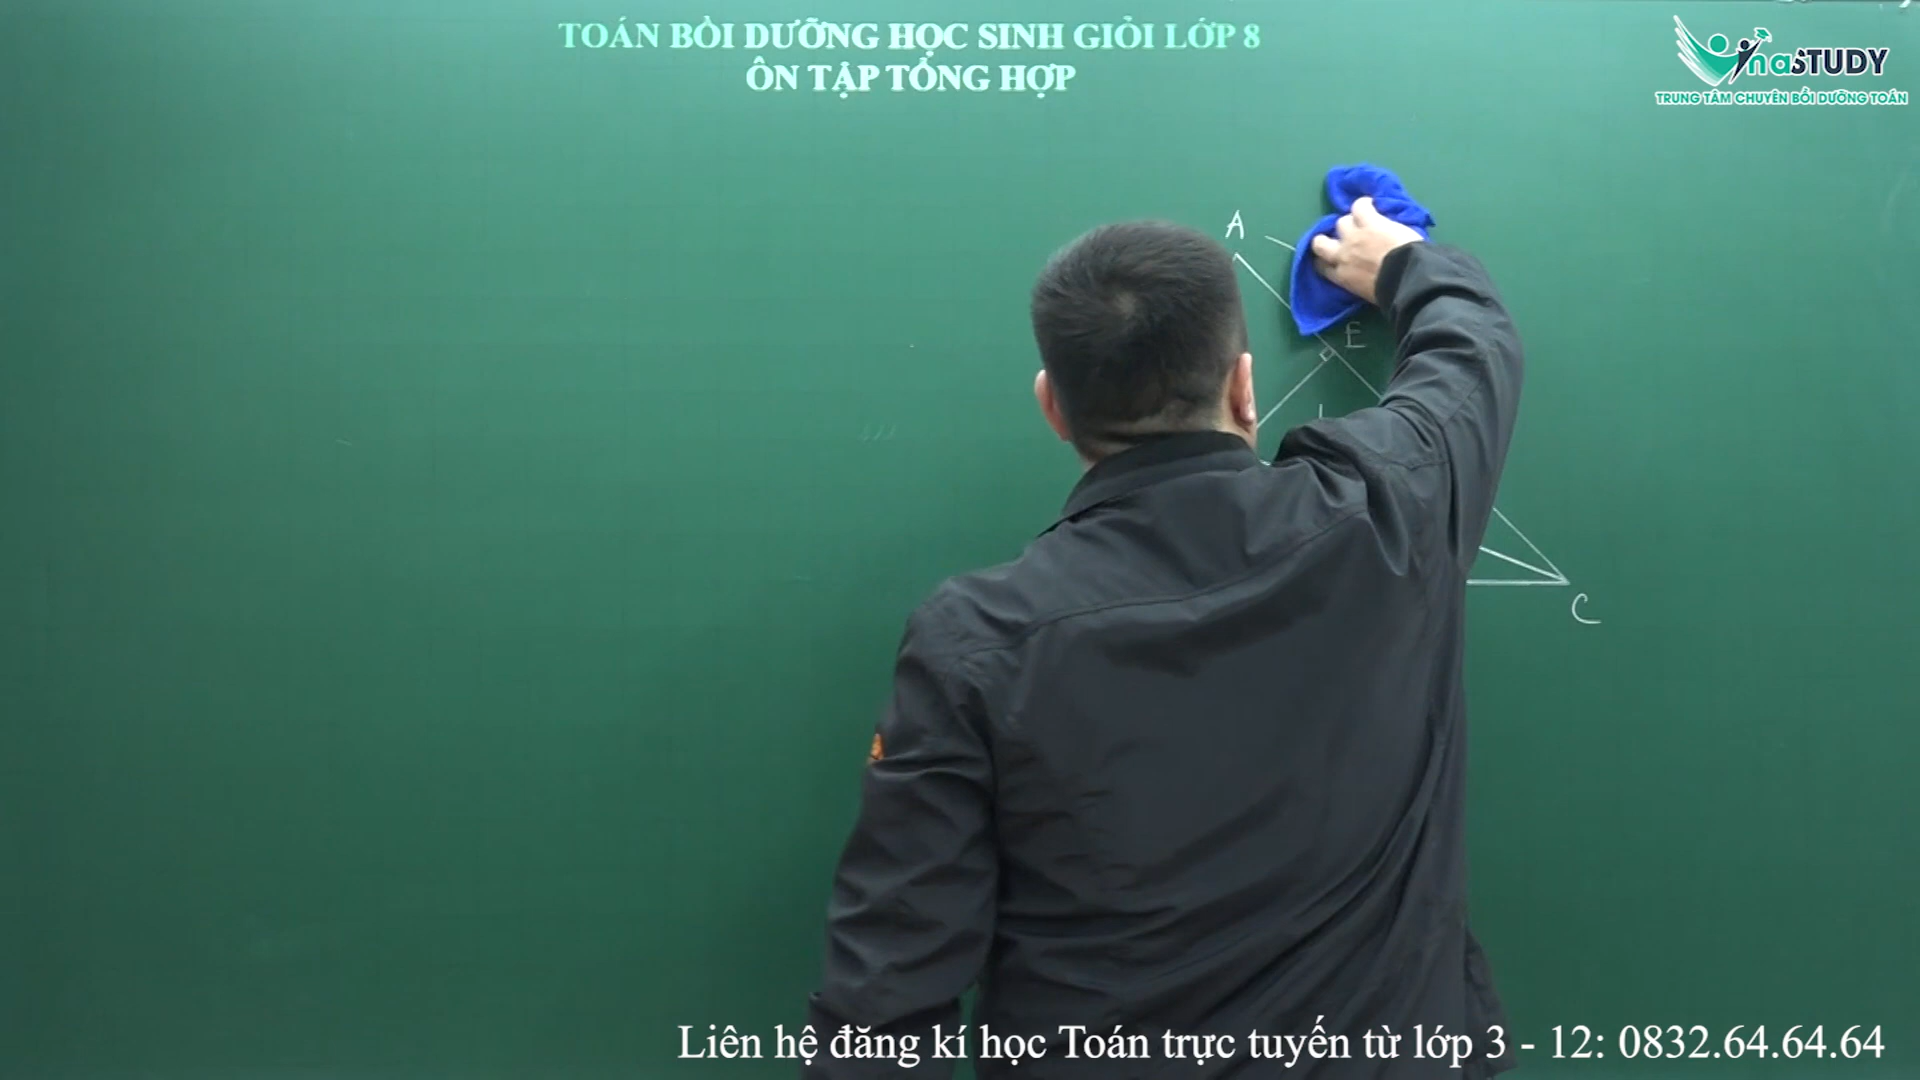 TOÁN BỒI DƯỠNG HỌC SINH GIỎI LỚP 8
ÔN TẬP TỔNG HỢP
VinaSTUDY
TRUNG TÂM CHUYÊN BỒI DƯỠNG TOÁN
A
E
C
Liên hệ đăng kí học Toán trực tuyến từ lớp 3 - 12: 0832.64.64.64